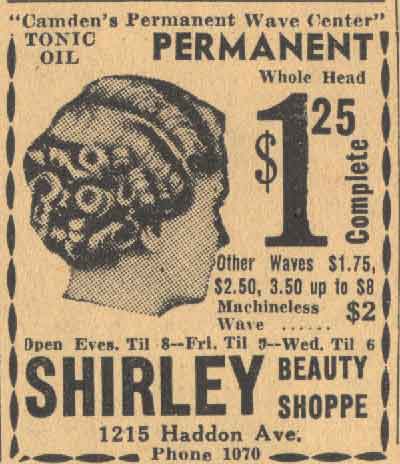 "Camden's Permanent Wave Center"
TONIC OIL
PERMANENT
Whole Head
$1.25
Complete
Other Waves $1.75,
$2.50, 3.50 up to $8
Machineless
Wave ...... $2
Open Eves. Til 8--Fri. Til 9--Wed. Til 6
SHIRLEY
BEAUTY
SHOPPE
1215 Haddon Ave.
Phone 1070